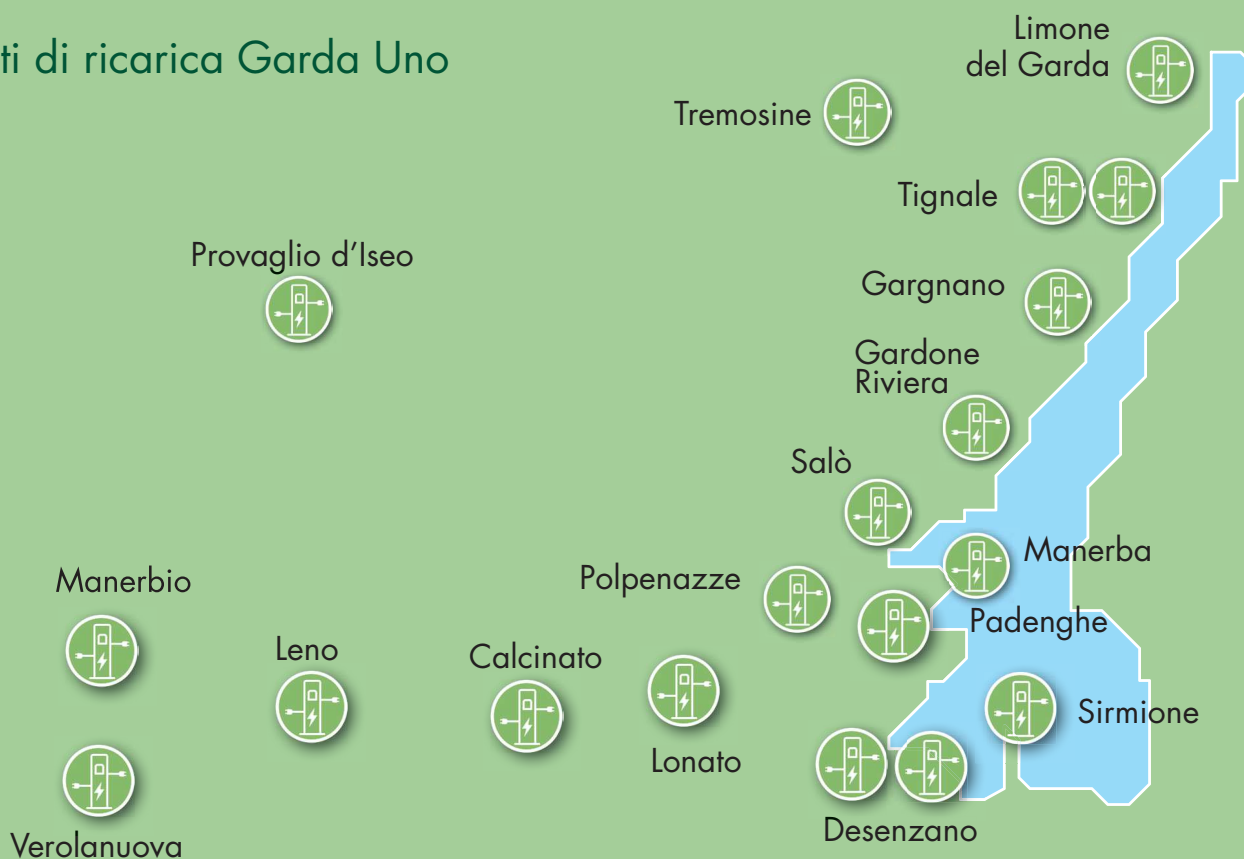 ti di ricarica Garda Uno
Limone
del Garda
Tremosine
Tignale
Provaglio d’Iseo
Gargnano
Gardone
Riviera
Salò
Manerba
Manerbio
Polpenazze
Padenghe
Leno
Calcinato
Sirmione
Lonato
Desenzano
Verolanuova